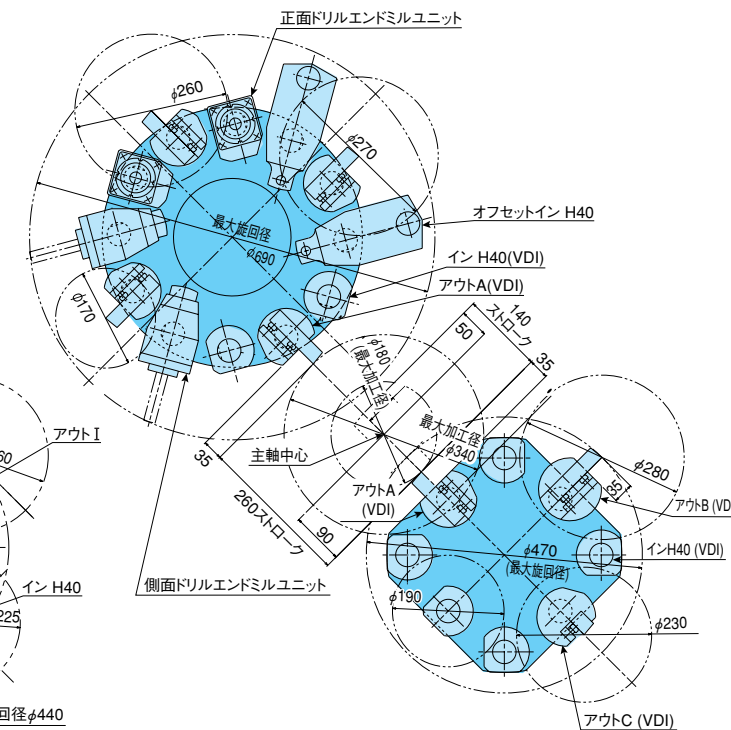 正面ドリルエンドミルユニット
φ260
φ270
オフセットイン H40
最大旋回径
φ690
イン H40(VDI)
アウトA(VDI)
φ170
140
ストローク
50
35
φ180
(最大加工径)
最大加工径
φ340
アウトI
60
35
主軸中心
260ストローク
90
アウトA
(VDI)
φ280
35
アウトB (VD
φ470
(最大旋回径)
インH40 (VDI)
側面ドリルエンドミルユニット
イン H40
φ190
225
φ230
回径φ440
アウトC (VDI)